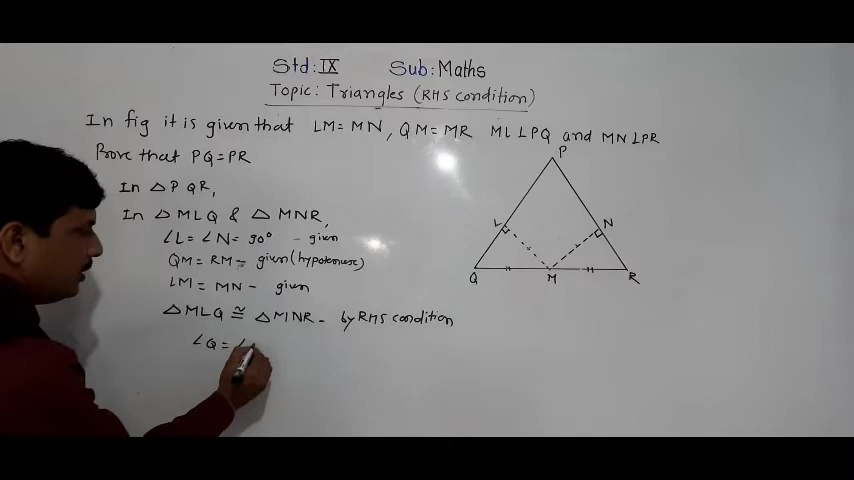 Std: IX Sub: Maths
Topic: Triangles (RHS condition)
In fig it is given that LM = MN, QM = MR ML ⊥ PQ and MN ⊥ PR
Prove that PQ = PR
In △ P QR,
In △ MLQ & △ MNR,
∠L = ∠N = 90° - given
QM = RM - given (hypotenuse)
LM = MN - given
△MLQ ≅ △MNR - by RHS condition
∠Q = ∠
P
L
N
Q
M
R